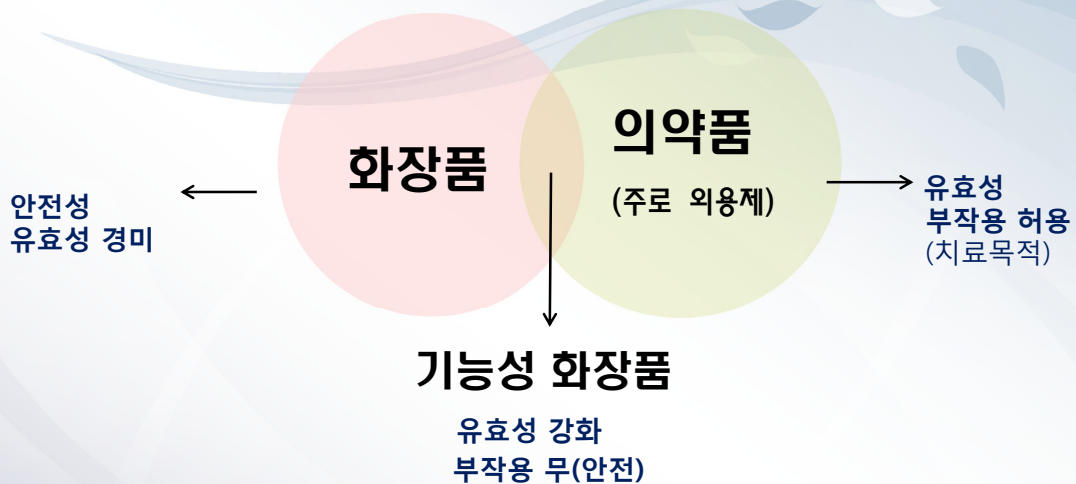 화장품
의약품
(주로 외용제)
안전성
유효성 경미
유효성
부작용 허용
(치료목적)
기능성 화장품
유효성 강화
부작용 무(안전)